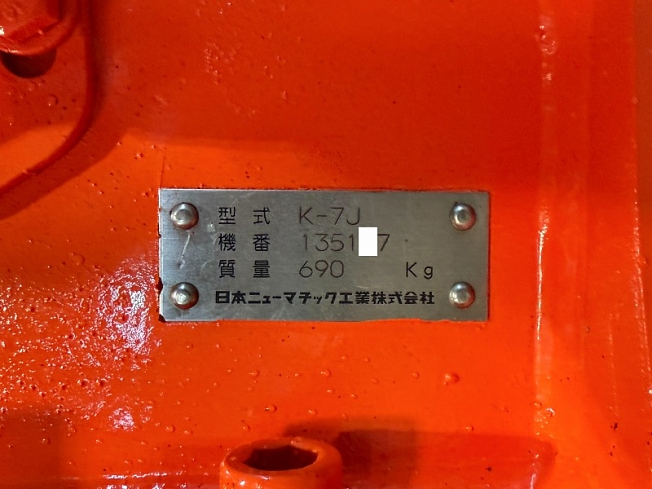 型式 K-7J
機番 1351 7
質量 690 Kg
日本ニューマチック工業株式会社